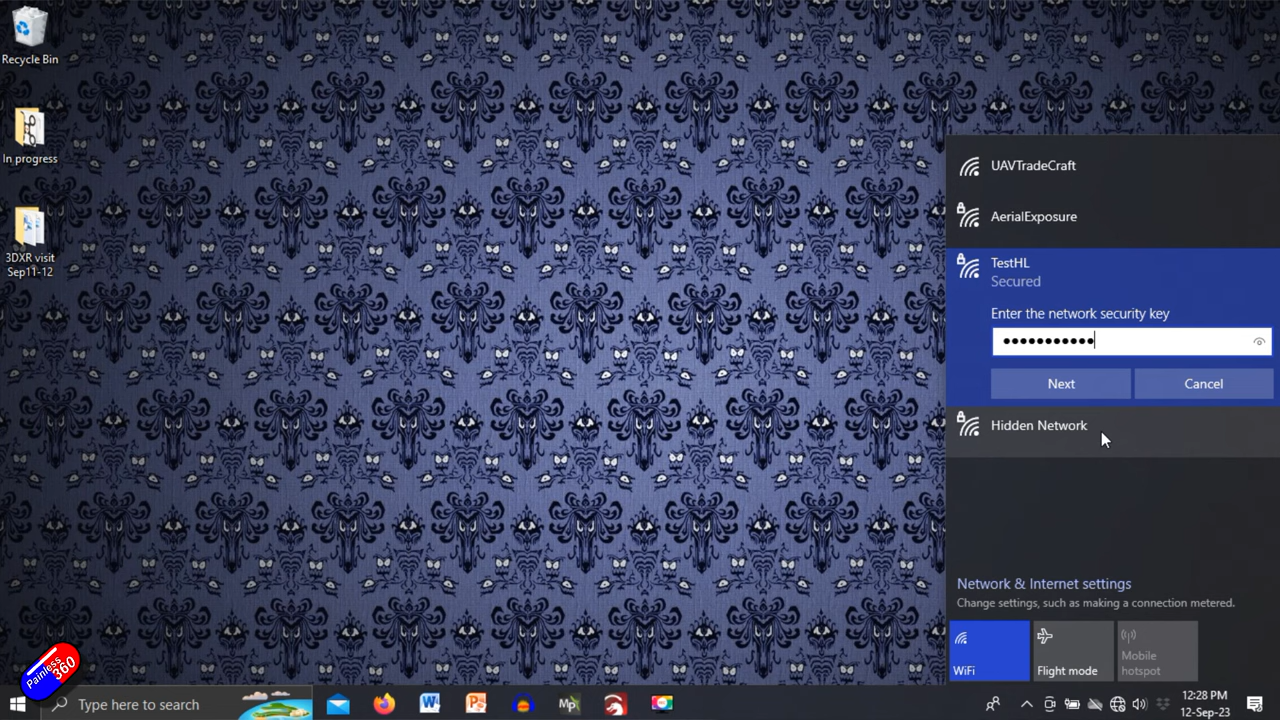 Recycle Bin
In progress
3DXR visit
Sep11-12
UAVTradeCraft
AerialExposure
TestHL
Secured
Enter the network security key
Next
Cancel
Hidden Network
Network & Internet settings
Change settings, such as making a connection metered.
WiFi
Flight mode
Mobile
hotspot
Painless
360
Type here to search
W
P
Mp
12:28 PM
12-Sep-23